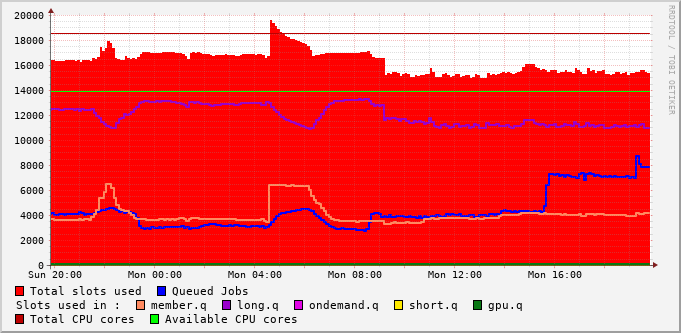 20000
18000
16000
14000
12000
10000
8000
6000
4000
2000
0
Sun 20:00 Mon 00:00 Mon 04:00 Mon 08:00 Mon 12:00 Mon 16:00
Total slots used Queued Jobs
Slots used in : member.q long.q ondemand.q short.q gpu.q
Total CPU cores Available CPU cores
RRDTOOL / TOBI OETIKER